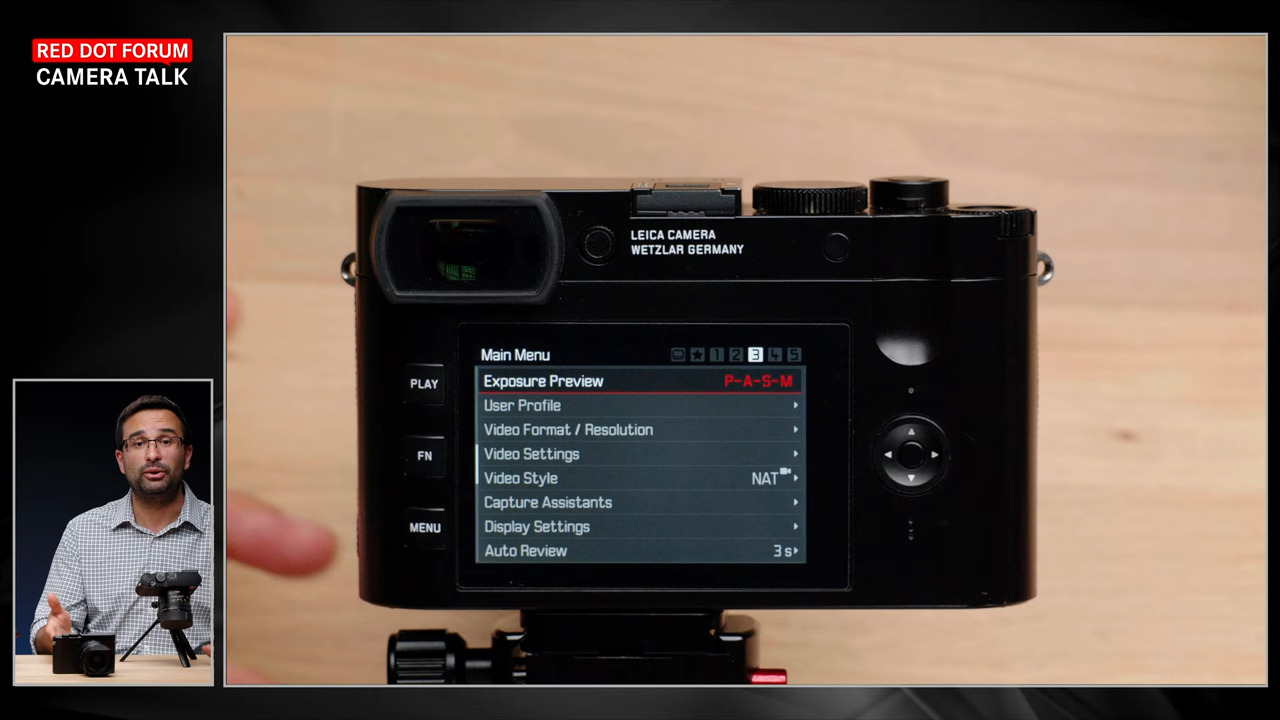 RED DOT FORUM
CAMERA TALK
LEICA CAMERA
WETZLAR GERMANY
Main Menu 1 2 3 4 5
PLAY
FN
MENU
Exposure Preview P-A-S-M
User Profile
Video Format / Resolution
Video Settings
Video Style NAT
Capture Assistants
Display Settings
Auto Review 3 s